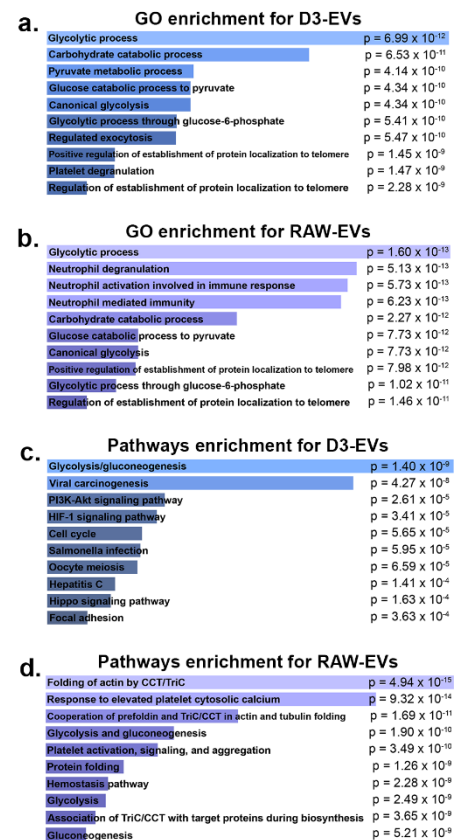 a. GO enrichment for D3-EVs
Glycolytic process p = 6.99 x 10⁻¹²
Carbohydrate catabolic process p = 6.53 x 10⁻¹¹
Pyruvate metabolic process p = 4.14 x 10⁻¹⁰
Glucose catabolic process to pyruvate p = 4.34 x 10⁻¹⁰
Canonical glycolysis p = 4.34 x 10⁻¹⁰
Glycolytic process through glucose-6-phosphate p = 5.41 x 10⁻¹⁰
Regulated exocytosis p = 5.47 x 10⁻¹⁰
Positive regulation of establishment of protein localization to telomere p = 1.45 x 10⁻⁹
Platelet degranulation p = 1.47 x 10⁻⁹
Regulation of establishment of protein localization to telomere p = 2.28 x 10⁻⁹
b. GO enrichment for RAW-EVs
Glycolytic process p = 1.60 x 10⁻¹³
Neutrophil degranulation p = 5.13 x 10⁻¹³
Neutrophil activation involved in immune response p = 5.73 x 10⁻¹³
Neutrophil mediated immunity p = 6.23 x 10⁻¹³
Carbohydrate catabolic process p = 2.27 x 10⁻¹²
Glucose catabolic process to pyruvate p = 7.73 x 10⁻¹²
Canonical glycolysis p = 7.73 x 10⁻¹²
Positive regulation of establishment of protein localization to telomere p = 7.98 x 10⁻¹²
Glycolytic process through glucose-6-phosphate p = 1.02 x 10⁻¹¹
Regulation of establishment of protein localization to telomere p = 1.46 x 10⁻¹¹
c. Pathways enrichment for D3-EVs
Glycolysis/gluconeogenesis p = 1.40 x 10⁻⁹
Viral carcinogenesis p = 4.27 x 10⁻⁸
PI3K-Akt signaling pathway p = 2.61 x 10⁻⁵
HIF-1 signaling pathway p = 3.41 x 10⁻⁵
Cell cycle p = 5.65 x 10⁻⁵
Salmonella infection p = 5.95 x 10⁻⁵
Oocyte meiosis p = 6.59 x 10⁻⁵
Hepatitis C p = 1.41 x 10⁻⁴
Hippo signaling pathway p = 1.63 x 10⁻⁴
Focal adhesion p = 3.63 x 10⁻⁴
d. Pathways enrichment for RAW-EVs
Folding of actin by CCT/TriC p = 4.94 x 10⁻¹⁵
Response to elevated platelet cytosolic calcium p = 9.32 x 10⁻¹⁴
Cooperation of prefoldin and TriC/CCT in actin and tubulin folding p = 1.69 x 10⁻¹¹
Glycolysis and gluconeogenesis p = 1.90 x 10⁻¹⁰
Platelet activation, signaling, and aggregation p = 3.49 x 10⁻¹⁰
Protein folding p = 1.26 x 10⁻⁹
Hemostasis pathway p = 2.28 x 10⁻⁹
Glycolysis p = 2.49 x 10⁻⁹
Association of TriC/CCT with target proteins during biosynthesis p = 3.65 x 10⁻⁹
Gluconeogenesis p = 5.21 x 10⁻⁹